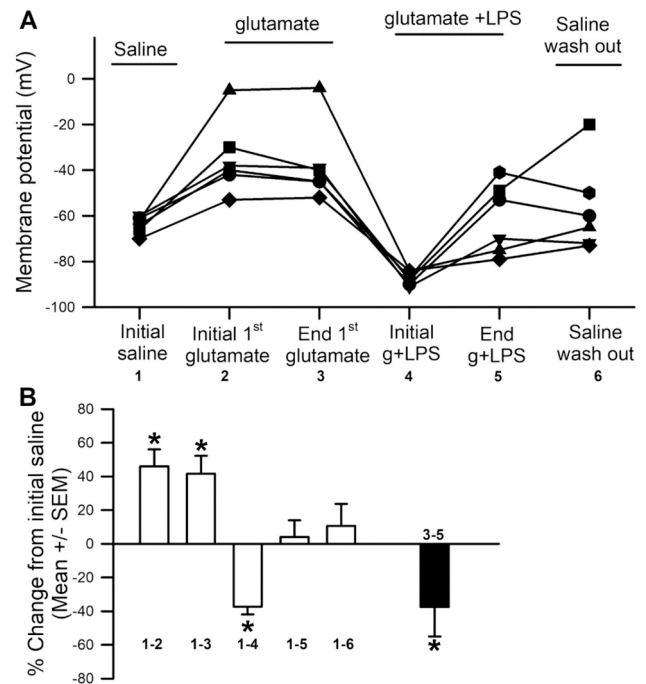 A
Saline
glutamate
glutamate +LPS
Saline
wash out
Membrane potential (mV)
0
-20
-40
-60
-80
-100
Initial
saline
1
Initial 1st
glutamate
2
End 1st
glutamate
3
Initial
g+LPS
4
End
g+LPS
5
Saline
wash out
6
B
% Change from initial saline
(Mean +/- SEM)
80
60
40
20
0
-20
-40
-60
-80
*
*
*
*
3-5
1-2
1-3
1-4
1-5
1-6